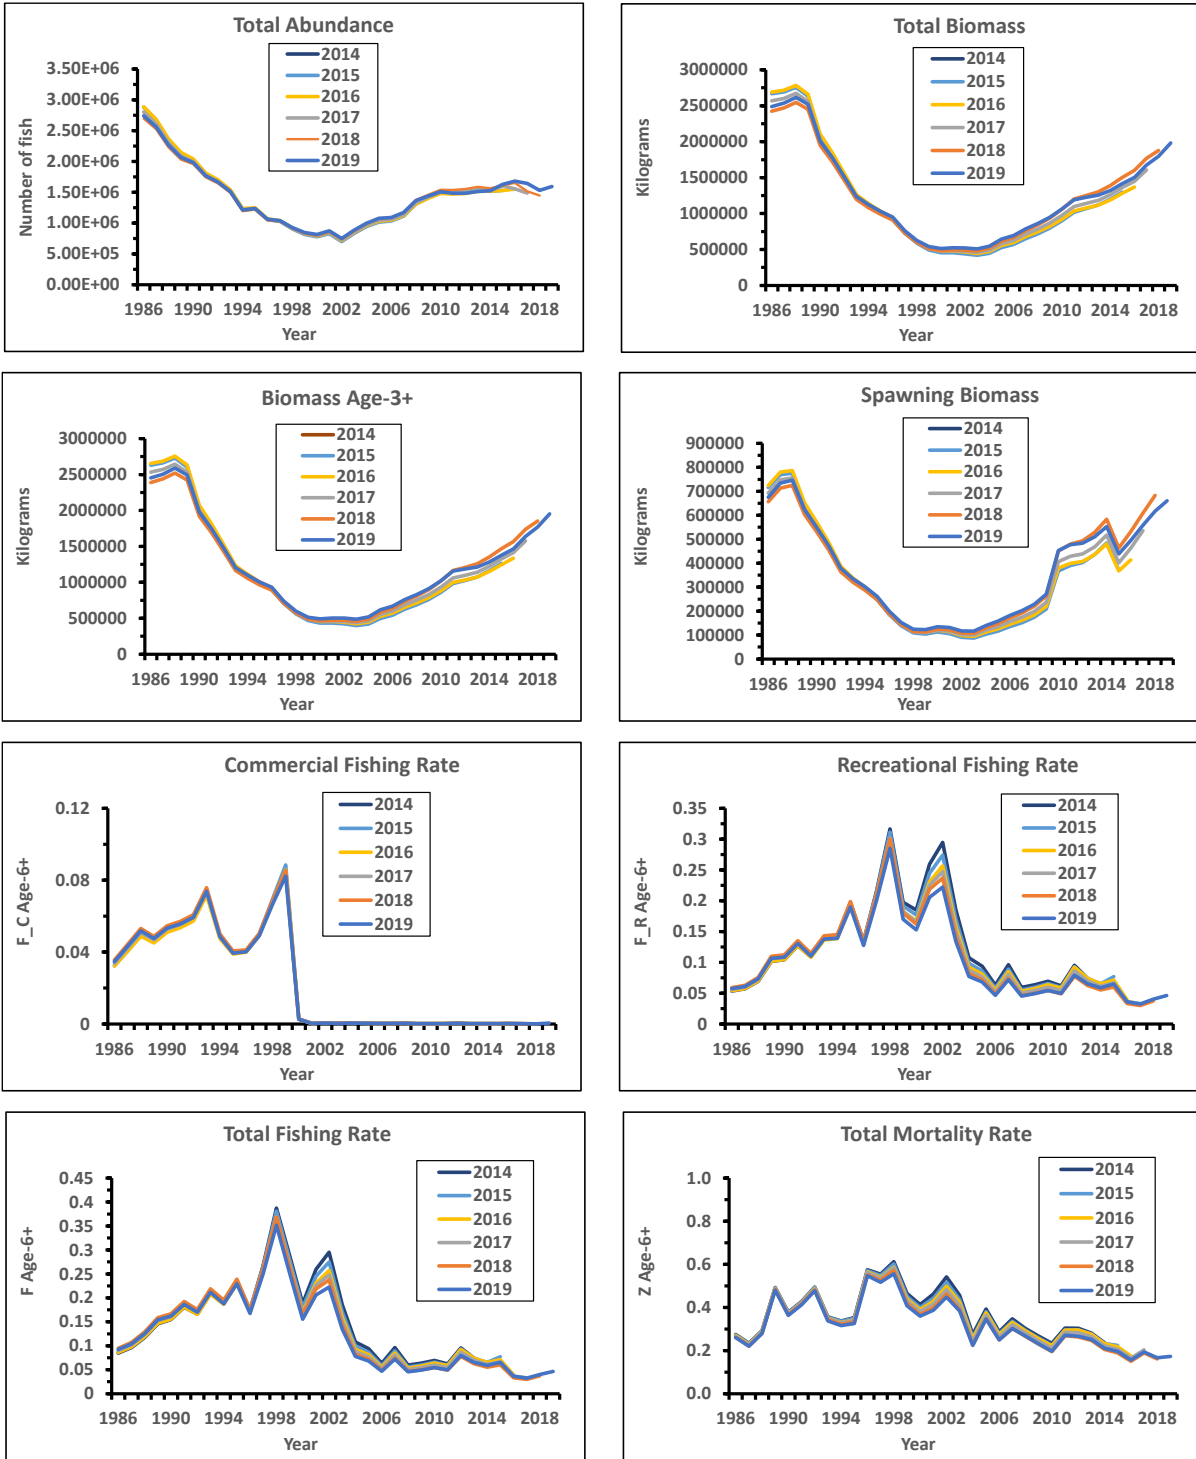 Total Abundance
2014
2015
2016
2017
2018
2019
Number of fish
3.50E+06
3.00E+06
2.50E+06
2.00E+06
1.50E+06
1.00E+06
5.00E+05
0.00E+00
1986 1990 1994 1998 2002 2006 2010 2014 2018
Year
Total Biomass
2014
2015
2016
2017
2018
2019
Kilograms
3000000
2500000
2000000
1500000
1000000
500000
0
1986 1990 1994 1998 2002 2006 2010 2014 2018
Year
Biomass Age-3+
2014
2015
2016
2017
2018
2019
Kilograms
3000000
2500000
2000000
1500000
1000000
500000
0
1986 1990 1994 1998 2002 2006 2010 2014 2018
Year
Spawning Biomass
2014
2015
2016
2017
2018
2019
Kilograms
900000
800000
700000
600000
500000
400000
300000
200000
100000
0
1986 1990 1994 1998 2002 2006 2010 2014 2018
Year
Commercial Fishing Rate
2014
2015
2016
2017
2018
2019
F_C Age-6+
0.12
0.08
0.04
0
1986 1990 1994 1998 2002 2006 2010 2014 2018
Year
Recreational Fishing Rate
2014
2015
2016
2017
2018
2019
F_R Age-6+
0.35
0.3
0.25
0.2
0.15
0.1
0.05
0
1986 1990 1994 1998 2002 2006 2010 2014 2018
Year
Total Fishing Rate
2014
2015
2016
2017
2018
2019
F Age-6+
0.45
0.4
0.35
0.3
0.25
0.2
0.15
0.1
0.05
0
1986 1990 1994 1998 2002 2006 2010 2014 2018
Year
Total Mortality Rate
2014
2015
2016
2017
2018
2019
Z Age-6+
1.0
0.8
0.6
0.4
0.2
0.0
1986 1990 1994 1998 2002 2006 2010 2014 2018
Year